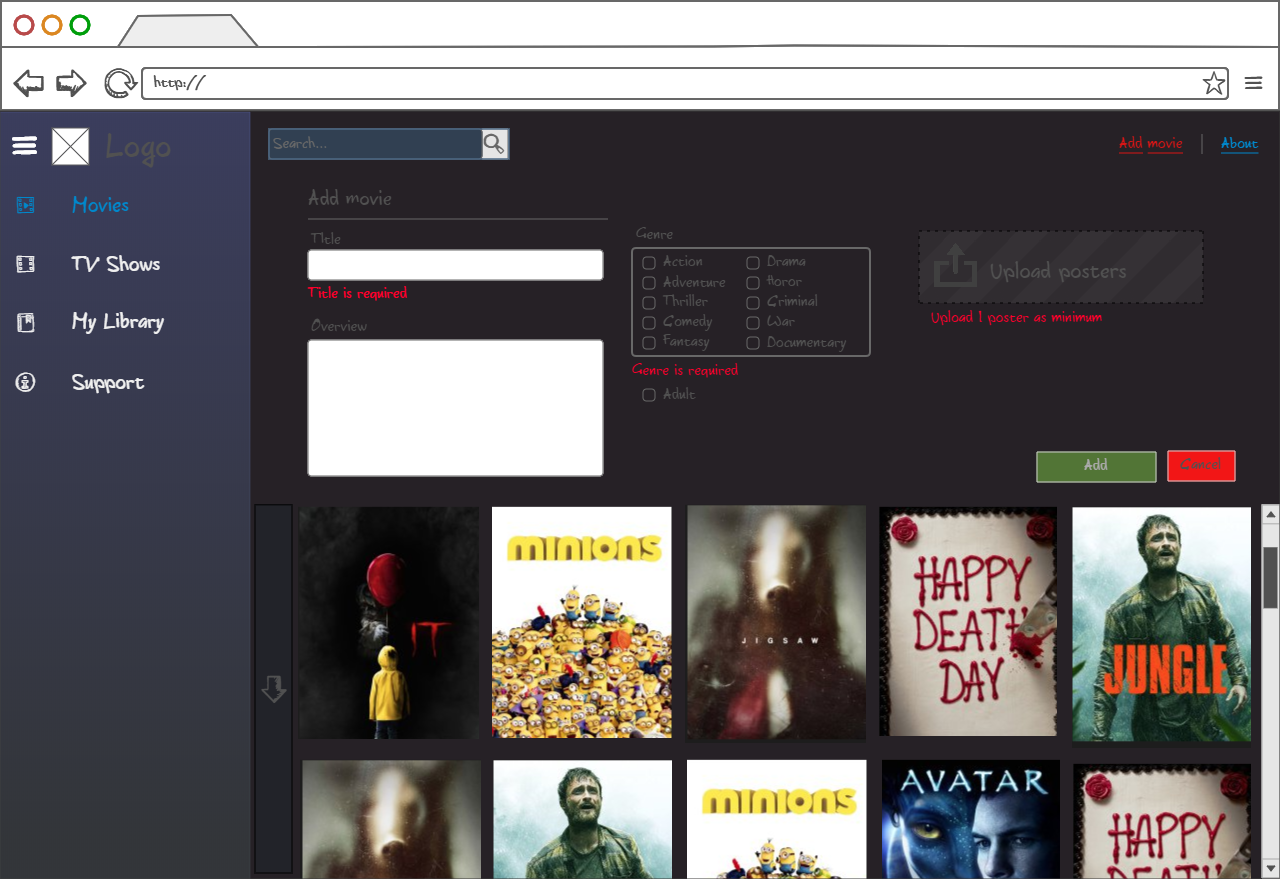 http://
Logo
Search...
Add movie
About
Movies
TV Shows
My Library
Support
Add movie
Title
Title is required
Overview
Genre
Action
Drama
Adventure
Horor
Thriller
Criminal
Comedy
War
Fantasy
Documentary
Genre is required
Adult
Upload posters
Upload 1 poster as minimum
Add
Cancel
IT
MINIONS
JIGSAW
HAPPY
DEATH
DAY
JUNGLE
MINIONS
AVATAR
HAPPY
DEATH